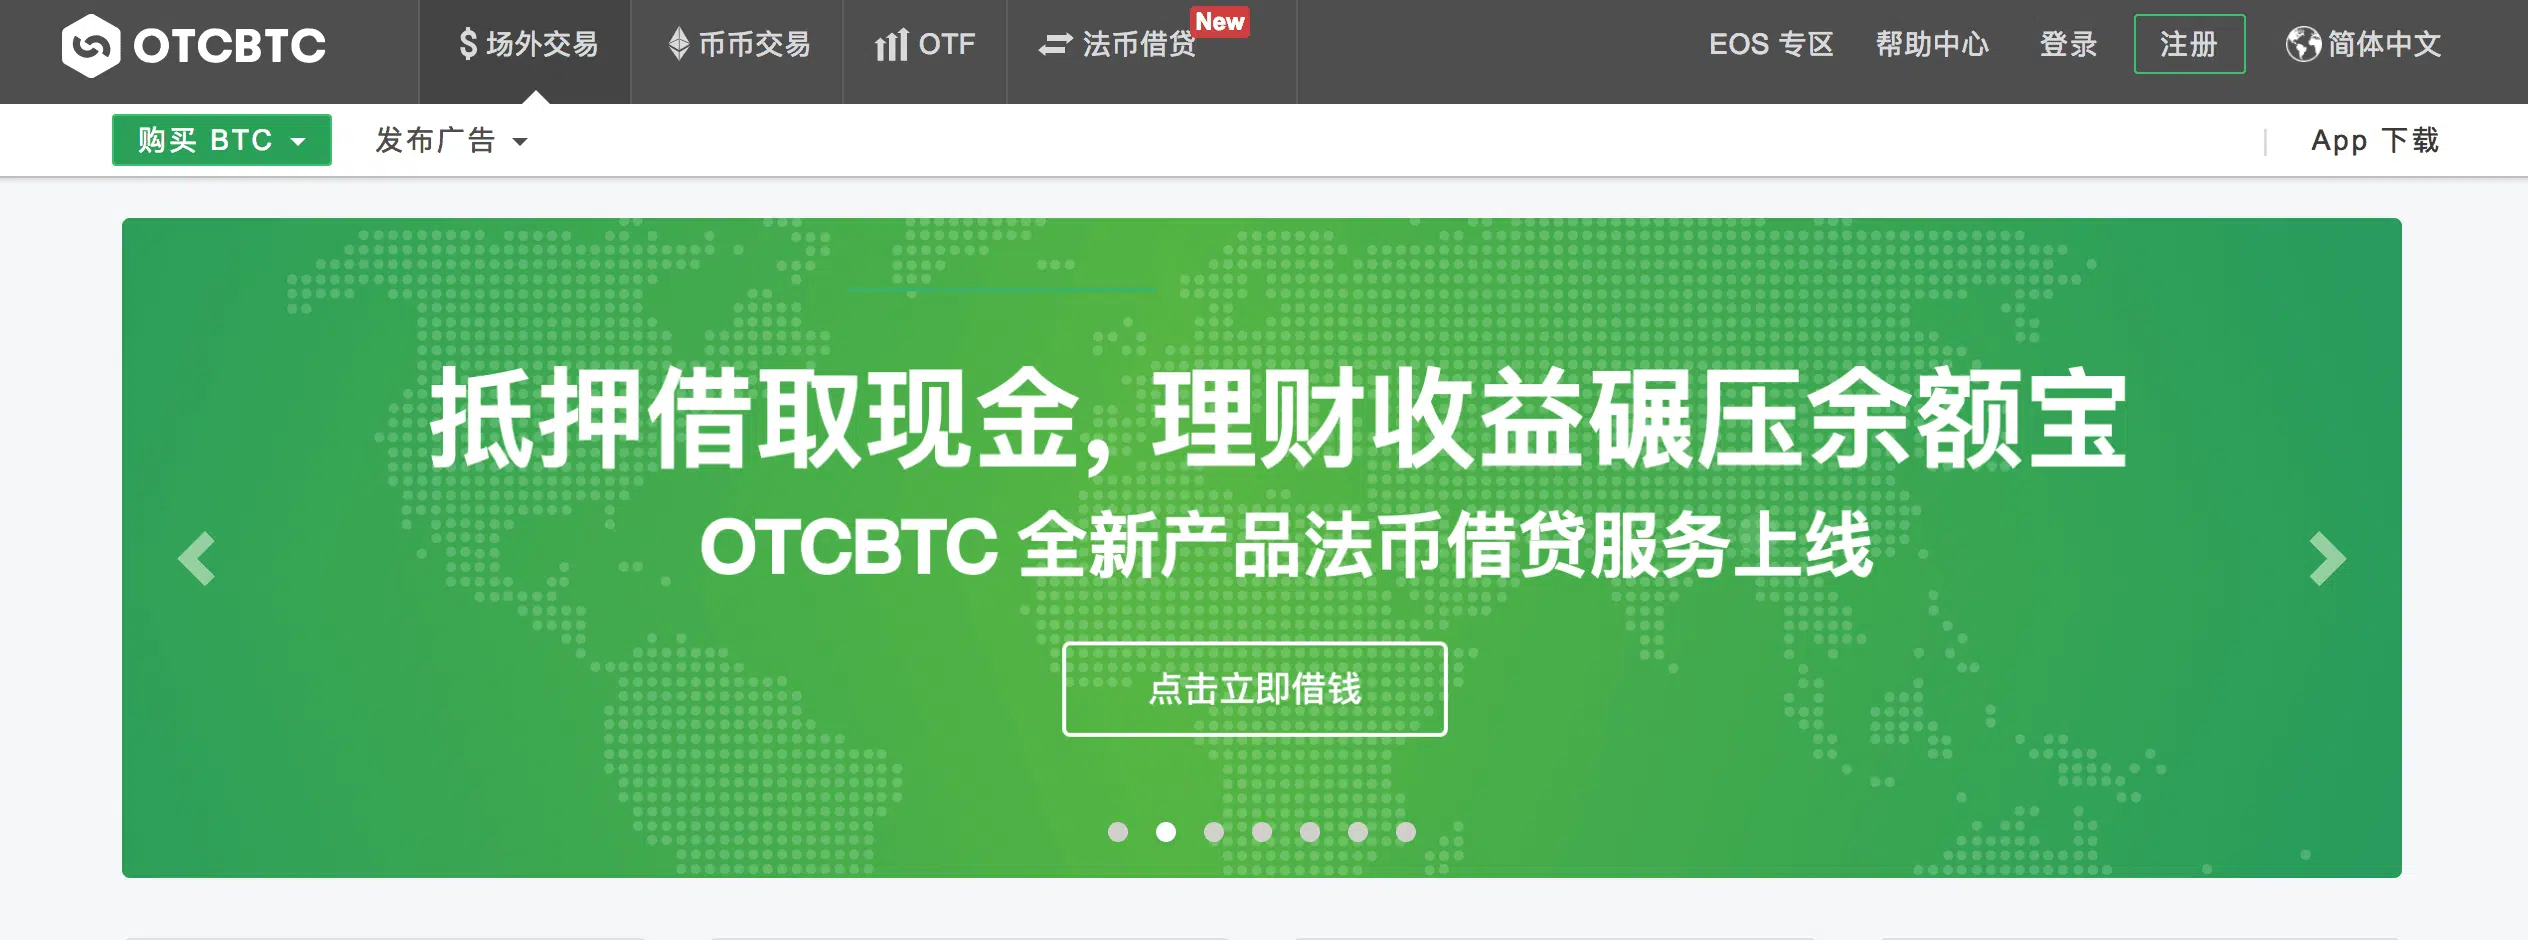 OTCBTC
$ 场外交易
币币交易
OTF
法币借贷
New
EOS 专区
帮助中心
登录
注册
简体中文
购买 BTC
发布广告
App 下载
抵押借取现金, 理财收益碾压余额宝
OTCBTC 全新产品法币借贷服务上线
点击立即借钱